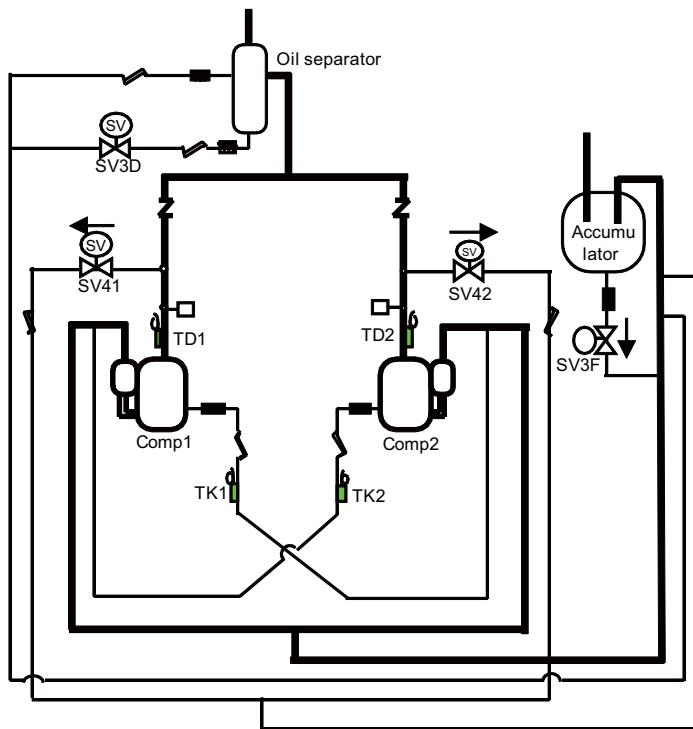 Oil separator
SV
SV3D
SV
SV41
SV
SV42
Accumu
lator
SV3F
TD1
TD2
Comp1
Comp2
TK1
TK2